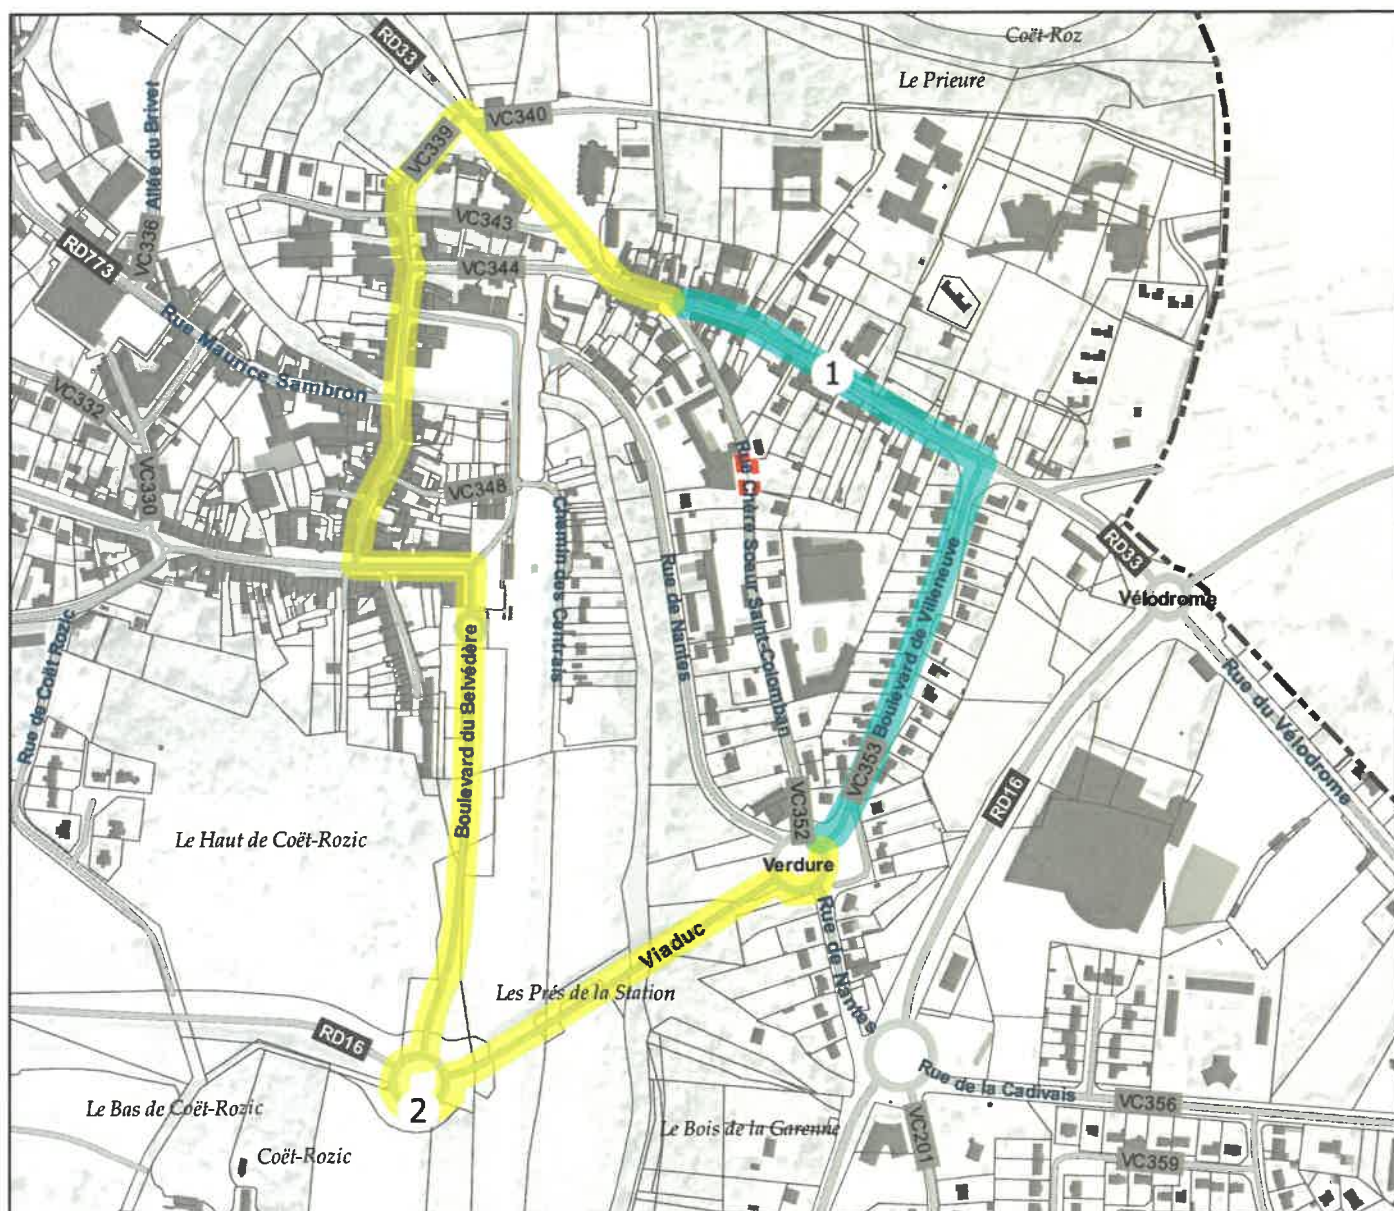 Coët-Roz
RD33
Le Prieuré
VC340
VC339
Allée du Brivet
VC336
VC343
RD773
VC344
Rue Maurice Sambron
1
VC332
VC330
VC348
Chemin des Contrais
Rue Chère Soeur Saint-Colomban
RD33
Vélodrome
Rue de Nantes
Boulevard de Villeneuve
VC353
Rue de Coët Rozic
Boulevard du Belvédère
Rue du Vélodrome
RD16
VC352
Le Haut de Coët-Rozic
Verdure
Viaduc
Rue de Nantes
Les Prés de la Station
RD16
Rue de la Cadivais
VC356
2
Le Bas de Coët-Rozic
Le Bois de la Garenne
VC201
Coët-Rozic
VC359